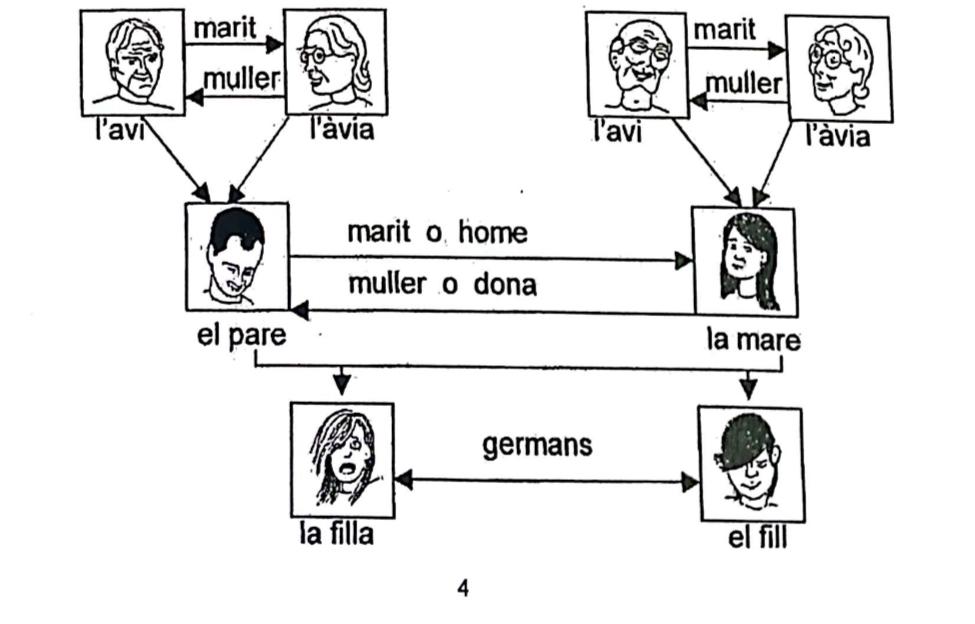 marit
marit
muller
muller
l'avi
l'àvia
l'avi
l'àvia
marit o home
muller o dona
el pare
la mare
germans
la filla
el fill
4